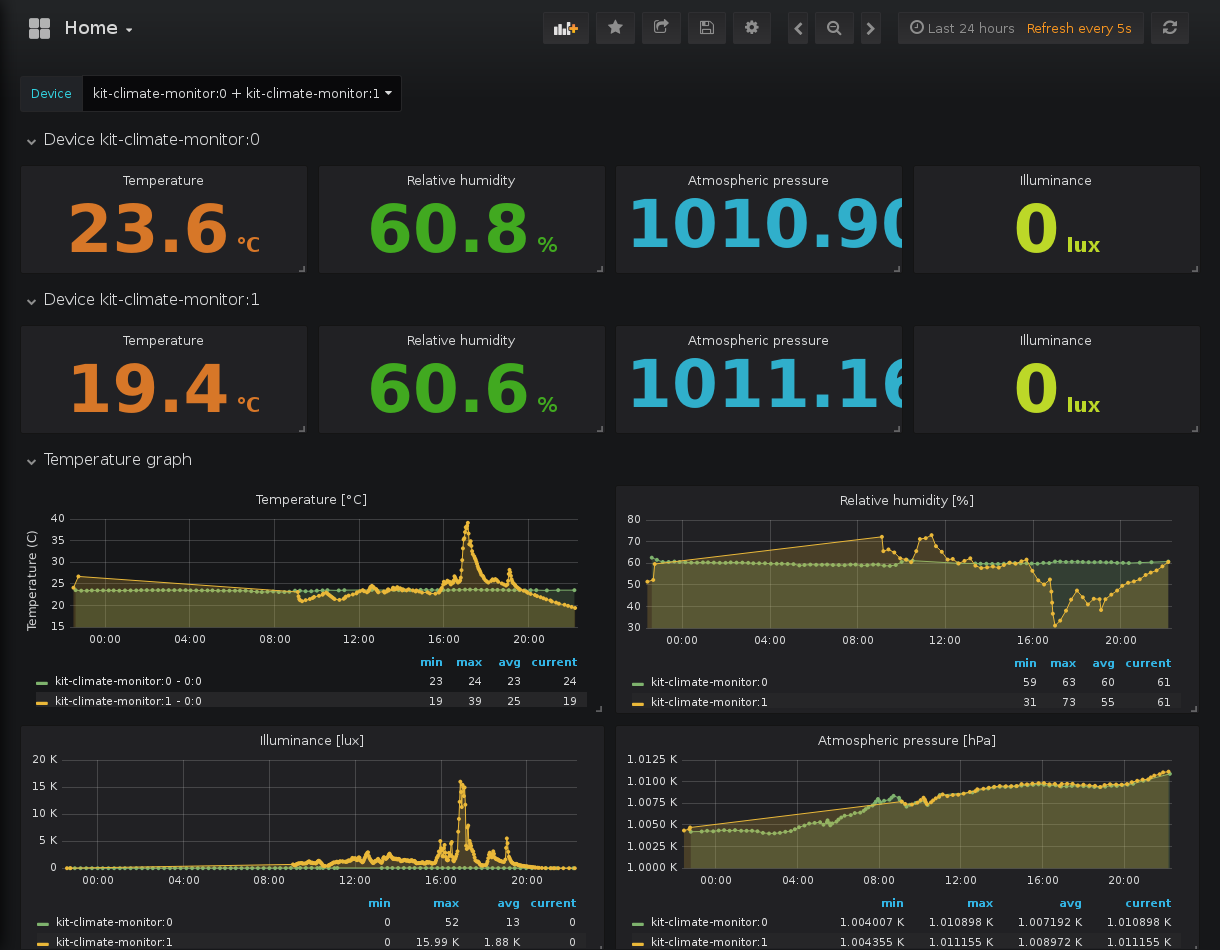 Home
Last 24 hours Refresh every 5s
Device kit-climate-monitor:0 + kit-climate-monitor:1
Device kit-climate-monitor:0
Temperature Relative humidity Atmospheric pressure Illuminance
23.6 °C 60.8 % 1010.90 0 lux
Device kit-climate-monitor:1
Temperature Relative humidity Atmospheric pressure Illuminance
19.4 °C 60.6 % 1011.16 0 lux
Temperature graph
Temperature [°C]
Temperature (C)
40
35
30
25
20
15
00:00 04:00 08:00 12:00 16:00 20:00
min max avg current
kit-climate-monitor:0 - 0:0 23 24 23 24
kit-climate-monitor:1 - 0:0 19 39 25 19
Relative humidity [%]
80
70
60
50
40
30
00:00 04:00 08:00 12:00 16:00 20:00
min max avg current
kit-climate-monitor:0 59 63 60 61
kit-climate-monitor:1 31 73 55 61
Illuminance [lux]
20 K
15 K
10 K
5 K
0
00:00 04:00 08:00 12:00 16:00 20:00
min max avg current
kit-climate-monitor:0 0 52 13 0
kit-climate-monitor:1 0 15.99 K 1.88 K 0
Atmospheric pressure [hPa]
1.0125 K
1.0100 K
1.0075 K
1.0050 K
1.0025 K
1.0000 K
00:00 04:00 08:00 12:00 16:00 20:00
min max avg current
kit-climate-monitor:0 1.004007 K 1.010898 K 1.007192 K 1.010898 K
kit-climate-monitor:1 1.004355 K 1.011155 K 1.008972 K 1.011155 K